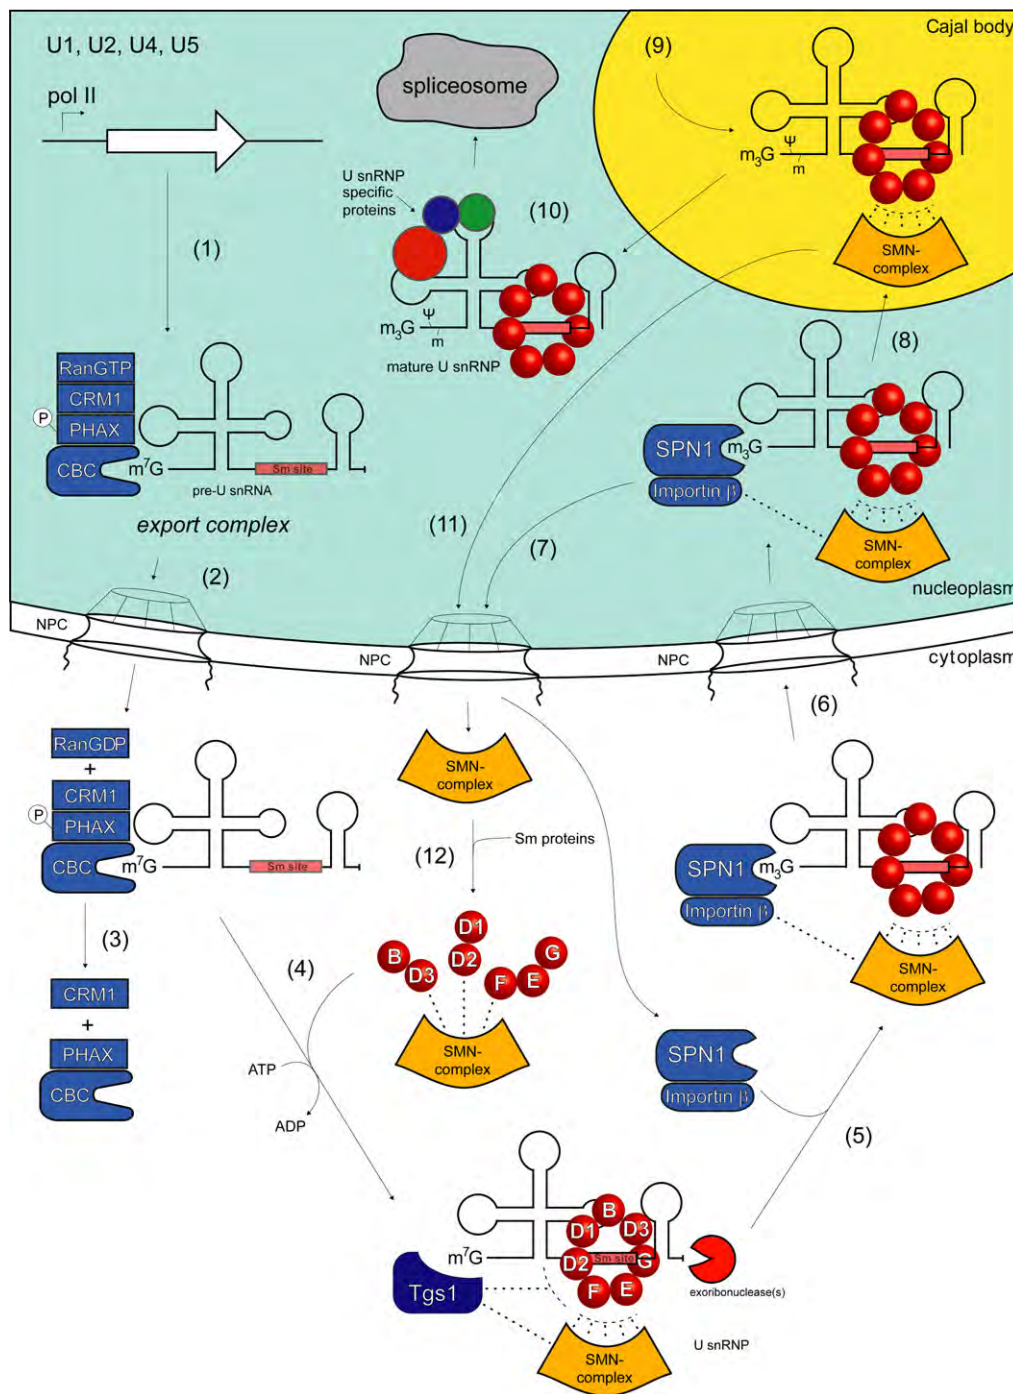 U1, U2, U4, U5
pol II
(1)
spliceosome
U snRNP
specific
proteins
(10)
m3G
Ψ
m
mature U snRNP
(9)
Cajal body
m3G
Ψ
m
SMN-
complex
(8)
RanGTP
CRM1
P
PHAX
CBC
m7G
Sm site
pre-U snRNA
export complex
(2)
(11)
(7)
SPN1
m3G
Importin β
SMN-
complex
nucleoplasm
NPC
NPC
NPC
cytoplasm
(6)
RanGDP
+
CRM1
P
PHAX
CBC
m7G
Sm site
(3)
CRM1
+
PHAX
CBC
SMN-
complex
(12)
Sm proteins
(4)
B
D3
D1
D2
F
E
G
SMN-
complex
ATP
ADP
SPN1
m3G
Importin β
SMN-
complex
SPN1
Importin β
(5)
m7G
Tgs1
B
D1
D3
D2
Sm site
G
F
E
exoribonuclease(s)
U snRNP
SMN-
complex